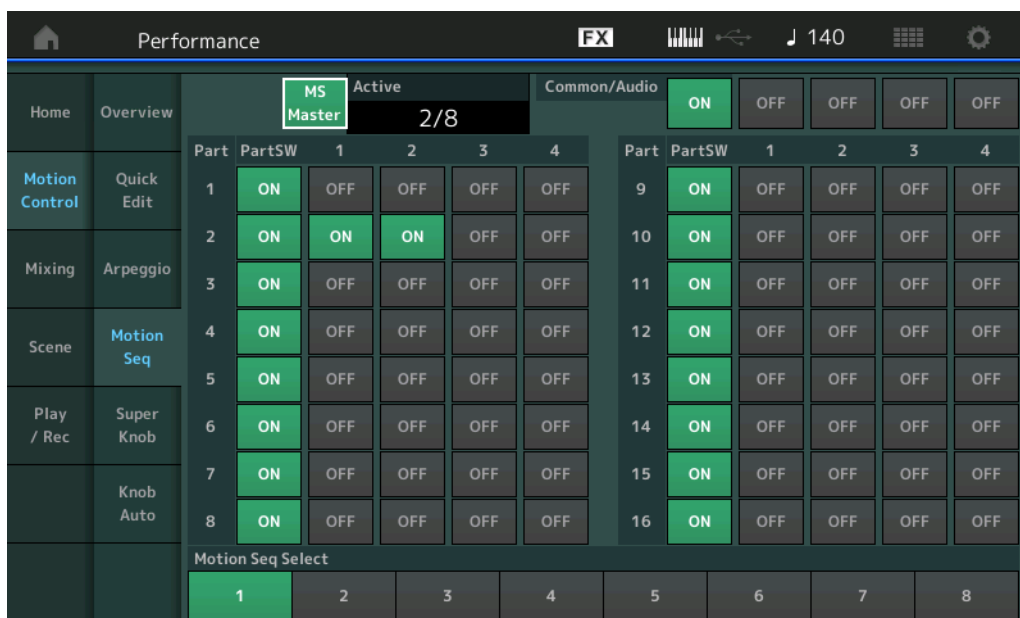 Performance FX 140
Home Overview
Motion Control
Quick Edit
Mixing Arpeggio
Scene
Motion Seq
Play / Rec
Super Knob
Knob Auto
MS Master
Active
2/8
Common/Audio ON OFF OFF OFF OFF
Part PartSW 1 2 3 4 Part PartSW 1 2 3 4
1 ON OFF OFF OFF OFF 9 ON OFF OFF OFF OFF
2 ON ON ON OFF OFF 10 ON OFF OFF OFF OFF
3 ON OFF OFF OFF OFF 11 ON OFF OFF OFF OFF
4 ON OFF OFF OFF OFF 12 ON OFF OFF OFF OFF
5 ON OFF OFF OFF OFF 13 ON OFF OFF OFF OFF
6 ON OFF OFF OFF OFF 14 ON OFF OFF OFF OFF
7 ON OFF OFF OFF OFF 15 ON OFF OFF OFF OFF
8 ON OFF OFF OFF OFF 16 ON OFF OFF OFF OFF
Motion Seq Select
1 2 3 4 5 6 7 8